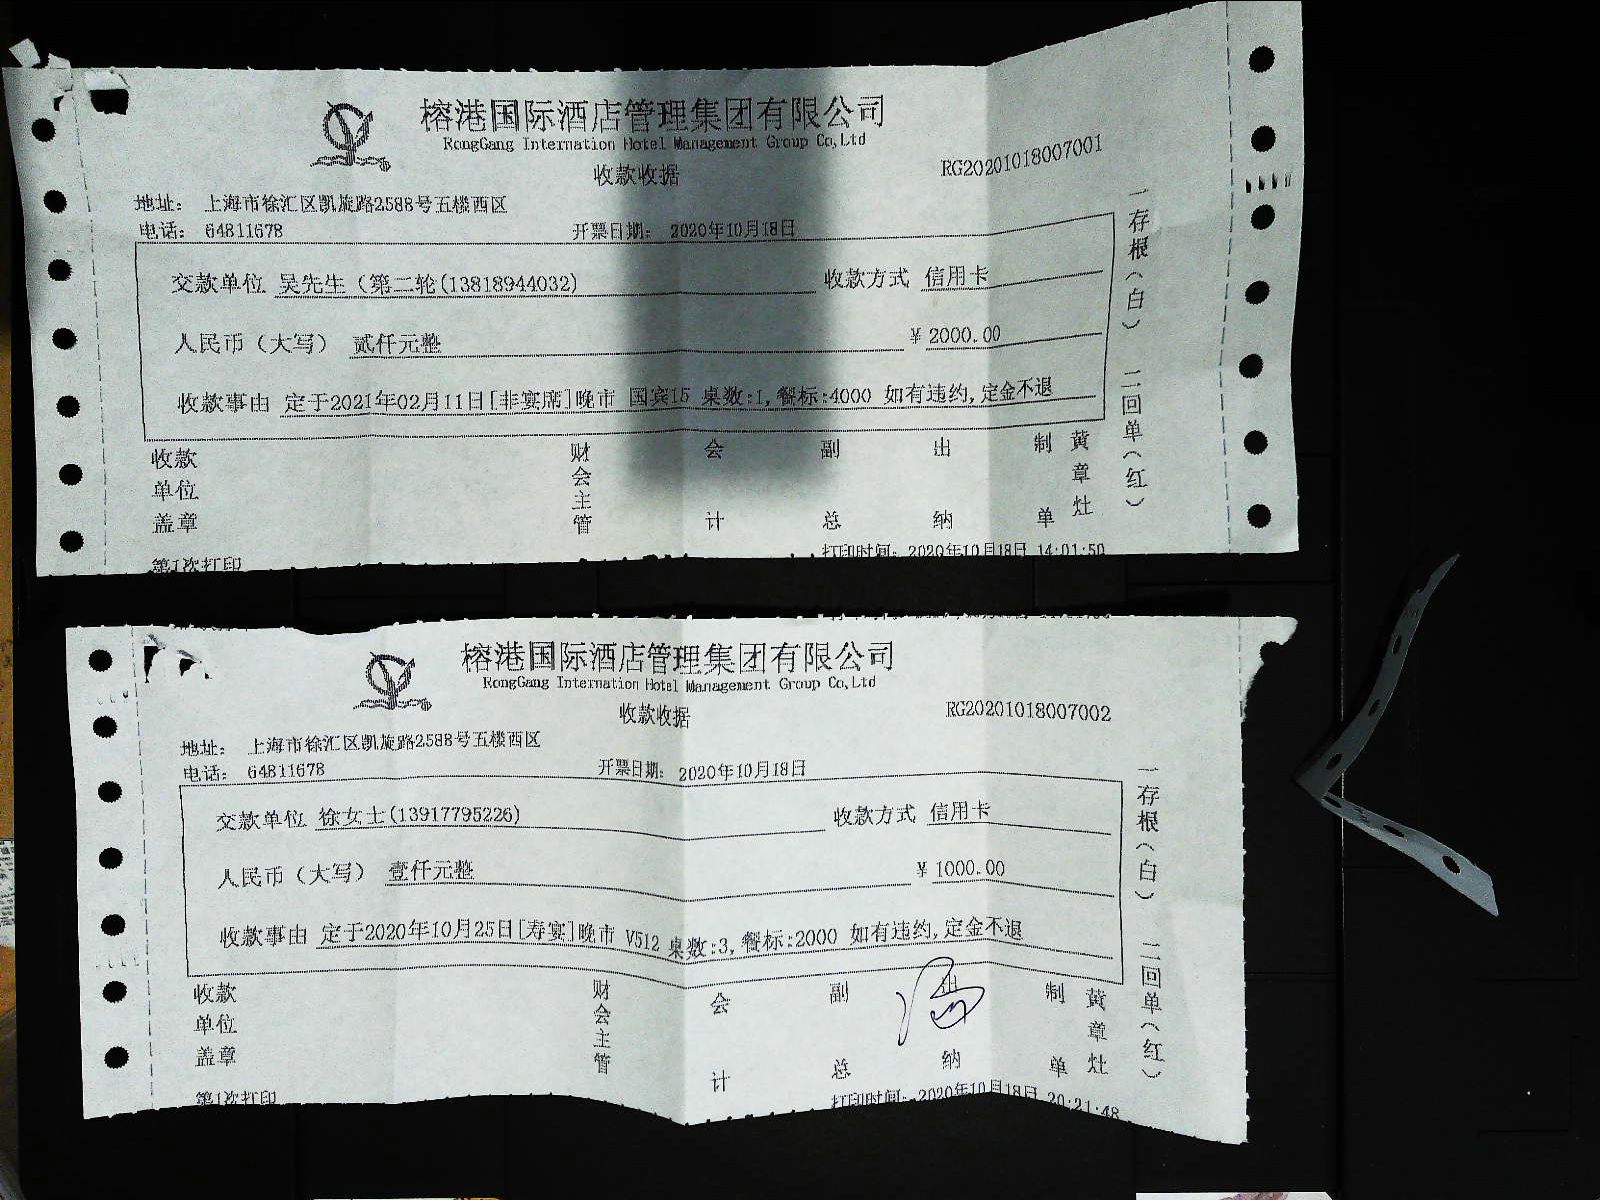 榕港国际酒店管理集团有限公司
RongGang Internation Hotel Management Group Co,Ltd
收款收据
RG20201018007001
地址： 上海市徐汇区凯旋路2588号五楼西区
电话： 64811678 开票日期： 2020年10月18日
交款单位 吴先生（第二轮(13818944032) 收款方式 信用卡
人民币（大写） 贰仟元整 ￥2000.00
收款事由 定于2021年02月11日[非宴席]晚市 国宾15 桌数:1,餐标:4000 如有违约,定金不退
收款单位盖章 财会主管 会计 副总 出纳 制单 黄章灶
一存根（白） 二回单（红）
第1次打印 打印时间：2020年10月18日 14:01:50
榕港国际酒店管理集团有限公司
RongGang Internation Hotel Management Group Co,Ltd
收款收据
RG20201018007002
地址： 上海市徐汇区凯旋路2588号五楼西区
电话： 64811678 开票日期： 2020年10月18日
交款单位 徐女士(13917795226) 收款方式 信用卡
人民币（大写） 壹仟元整 ￥1000.00
收款事由 定于2020年10月25日[寿宴]晚市 V512 桌数:3,餐标:2000 如有违约,定金不退
收款单位盖章 财会主管 会计 副总 出纳 制单 黄章灶
一存根（白） 二回单（红）
第1次打印 打印时间：2020年10月18日 20:21:48